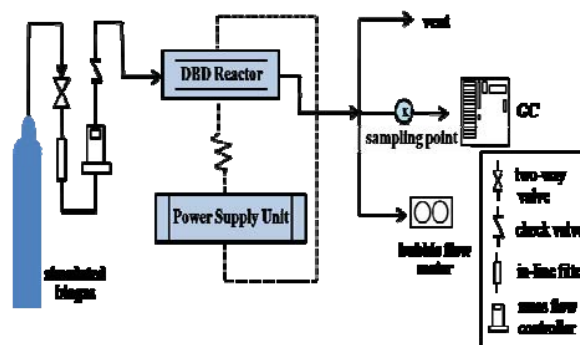 vent
DBD Reactor
GC
sampling point
two-way
valve
Power Supply Unit
check valve
bubble flow
meter
simulated
biogas
in-line filter
mass flow
controller